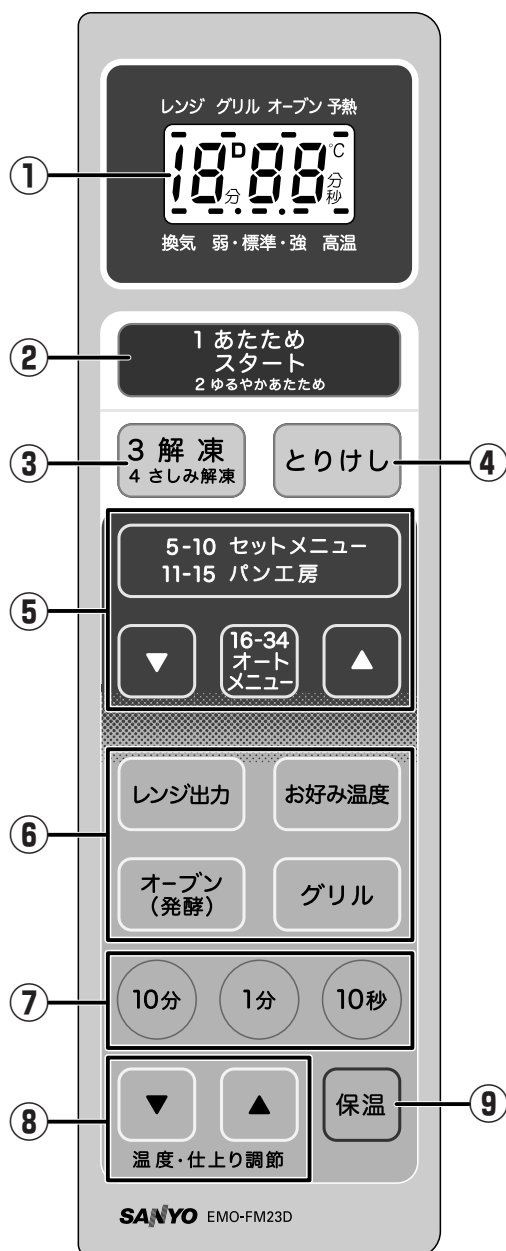 レンジ グリル オーブン 予熱
18 D 88 ℃
分 分
秒
換気 弱・標準・強 高温
①
1 あたため
スタート
2 ゆるやかあたため
②
3 解凍
4 さしみ解凍
③
とりけし
④
5-10 セットメニュー
11-15 パン工房
▼
16-34
オート
メニュー
▲
⑤
レンジ出力 お好み温度
オーブン
(発酵)
グリル
⑥
10分 1分 10秒
⑦
▼ ▲
温度・仕上り調節
⑧
保温
⑨
SANYO EMO-FM23D